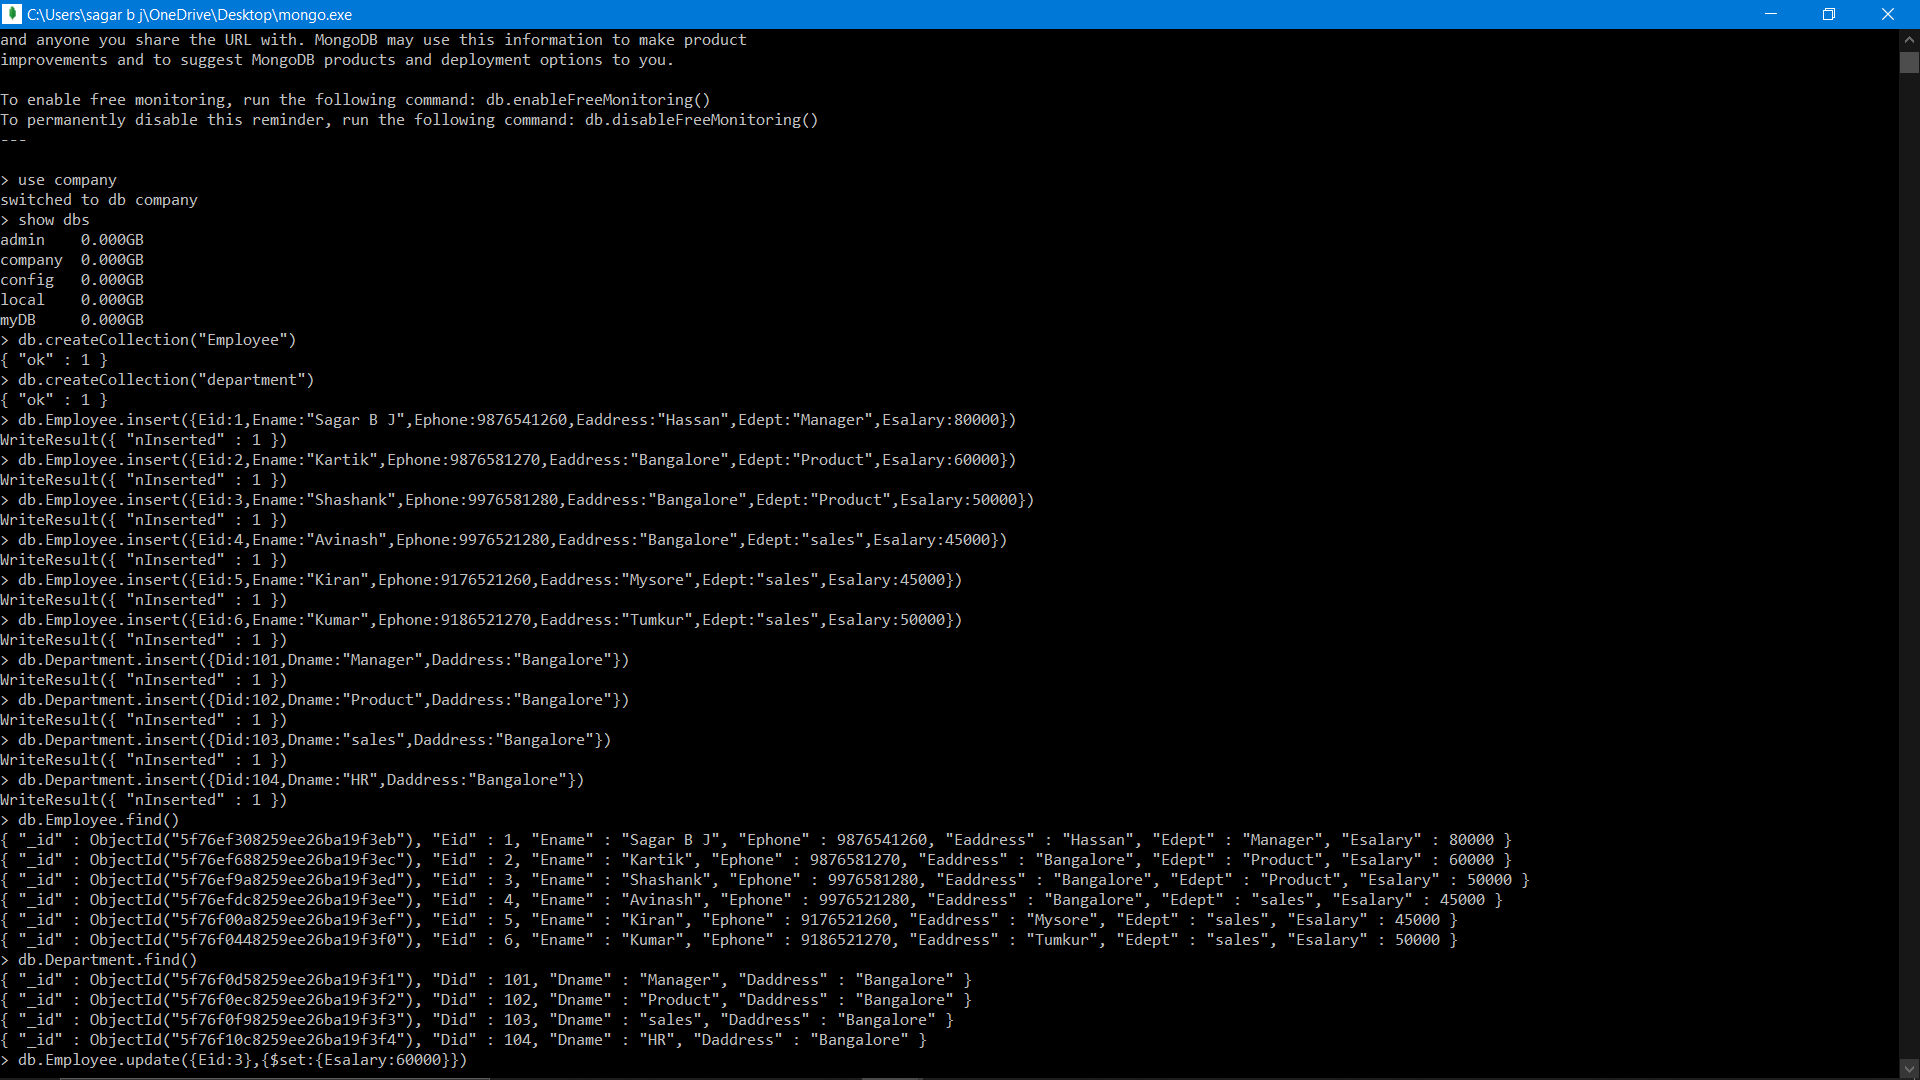 C:\Users\sagar b j\OneDrive\Desktop\mongo.exe
and anyone you share the URL with. MongoDB may use this information to make product
improvements and to suggest MongoDB products and deployment options to you.
To enable free monitoring, run the following command: db.enableFreeMonitoring()
To permanently disable this reminder, run the following command: db.disableFreeMonitoring()
---
> use company
switched to db company
> show dbs
admin    0.000GB
company  0.000GB
config   0.000GB
local    0.000GB
myDB     0.000GB
> db.createCollection("Employee")
{ "ok" : 1 }
> db.createCollection("department")
{ "ok" : 1 }
> db.Employee.insert({Eid:1,Ename:"Sagar B J",Ephone:9876541260,Eaddress:"Hassan",Edept:"Manager",Esalary:80000})
WriteResult({ "nInserted" : 1 })
> db.Employee.insert({Eid:2,Ename:"Kartik",Ephone:9876581270,Eaddress:"Bangalore",Edept:"Product",Esalary:60000})
WriteResult({ "nInserted" : 1 })
> db.Employee.insert({Eid:3,Ename:"Shashank",Ephone:9976581280,Eaddress:"Bangalore",Edept:"Product",Esalary:50000})
WriteResult({ "nInserted" : 1 })
> db.Employee.insert({Eid:4,Ename:"Avinash",Ephone:9976521280,Eaddress:"Bangalore",Edept:"sales",Esalary:45000})
WriteResult({ "nInserted" : 1 })
> db.Employee.insert({Eid:5,Ename:"Kiran",Ephone:9176521260,Eaddress:"Mysore",Edept:"sales",Esalary:45000})
WriteResult({ "nInserted" : 1 })
> db.Employee.insert({Eid:6,Ename:"Kumar",Ephone:9186521270,Eaddress:"Tumkur",Edept:"sales",Esalary:50000})
WriteResult({ "nInserted" : 1 })
> db.Department.insert({Did:101,Dname:"Manager",Daddress:"Bangalore"})
WriteResult({ "nInserted" : 1 })
> db.Department.insert({Did:102,Dname:"Product",Daddress:"Bangalore"})
WriteResult({ "nInserted" : 1 })
> db.Department.insert({Did:103,Dname:"sales",Daddress:"Bangalore"})
WriteResult({ "nInserted" : 1 })
> db.Department.insert({Did:104,Dname:"HR",Daddress:"Bangalore"})
WriteResult({ "nInserted" : 1 })
> db.Employee.find()
{ "_id" : ObjectId("5f76ef308259ee26ba19f3eb"), "Eid" : 1, "Ename" : "Sagar B J", "Ephone" : 9876541260, "Eaddress" : "Hassan", "Edept" : "Manager", "Esalary" : 80000 }
{ "_id" : ObjectId("5f76ef688259ee26ba19f3ec"), "Eid" : 2, "Ename" : "Kartik", "Ephone" : 9876581270, "Eaddress" : "Bangalore", "Edept" : "Product", "Esalary" : 60000 }
{ "_id" : ObjectId("5f76ef9a8259ee26ba19f3ed"), "Eid" : 3, "Ename" : "Shashank", "Ephone" : 9976581280, "Eaddress" : "Bangalore", "Edept" : "Product", "Esalary" : 50000 }
{ "_id" : ObjectId("5f76efdc8259ee26ba19f3ee"), "Eid" : 4, "Ename" : "Avinash", "Ephone" : 9976521280, "Eaddress" : "Bangalore", "Edept" : "sales", "Esalary" : 45000 }
{ "_id" : ObjectId("5f76f00a8259ee26ba19f3ef"), "Eid" : 5, "Ename" : "Kiran", "Ephone" : 9176521260, "Eaddress" : "Mysore", "Edept" : "sales", "Esalary" : 45000 }
{ "_id" : ObjectId("5f76f0448259ee26ba19f3f0"), "Eid" : 6, "Ename" : "Kumar", "Ephone" : 9186521270, "Eaddress" : "Tumkur", "Edept" : "sales", "Esalary" : 50000 }
> db.Department.find()
{ "_id" : ObjectId("5f76f0d58259ee26ba19f3f1"), "Did" : 101, "Dname" : "Manager", "Daddress" : "Bangalore" }
{ "_id" : ObjectId("5f76f0ec8259ee26ba19f3f2"), "Did" : 102, "Dname" : "Product", "Daddress" : "Bangalore" }
{ "_id" : ObjectId("5f76f0f98259ee26ba19f3f3"), "Did" : 103, "Dname" : "sales", "Daddress" : "Bangalore" }
{ "_id" : ObjectId("5f76f10c8259ee26ba19f3f4"), "Did" : 104, "Dname" : "HR", "Daddress" : "Bangalore" }
> db.Employee.update({Eid:3},{$set:{Esalary:60000}})